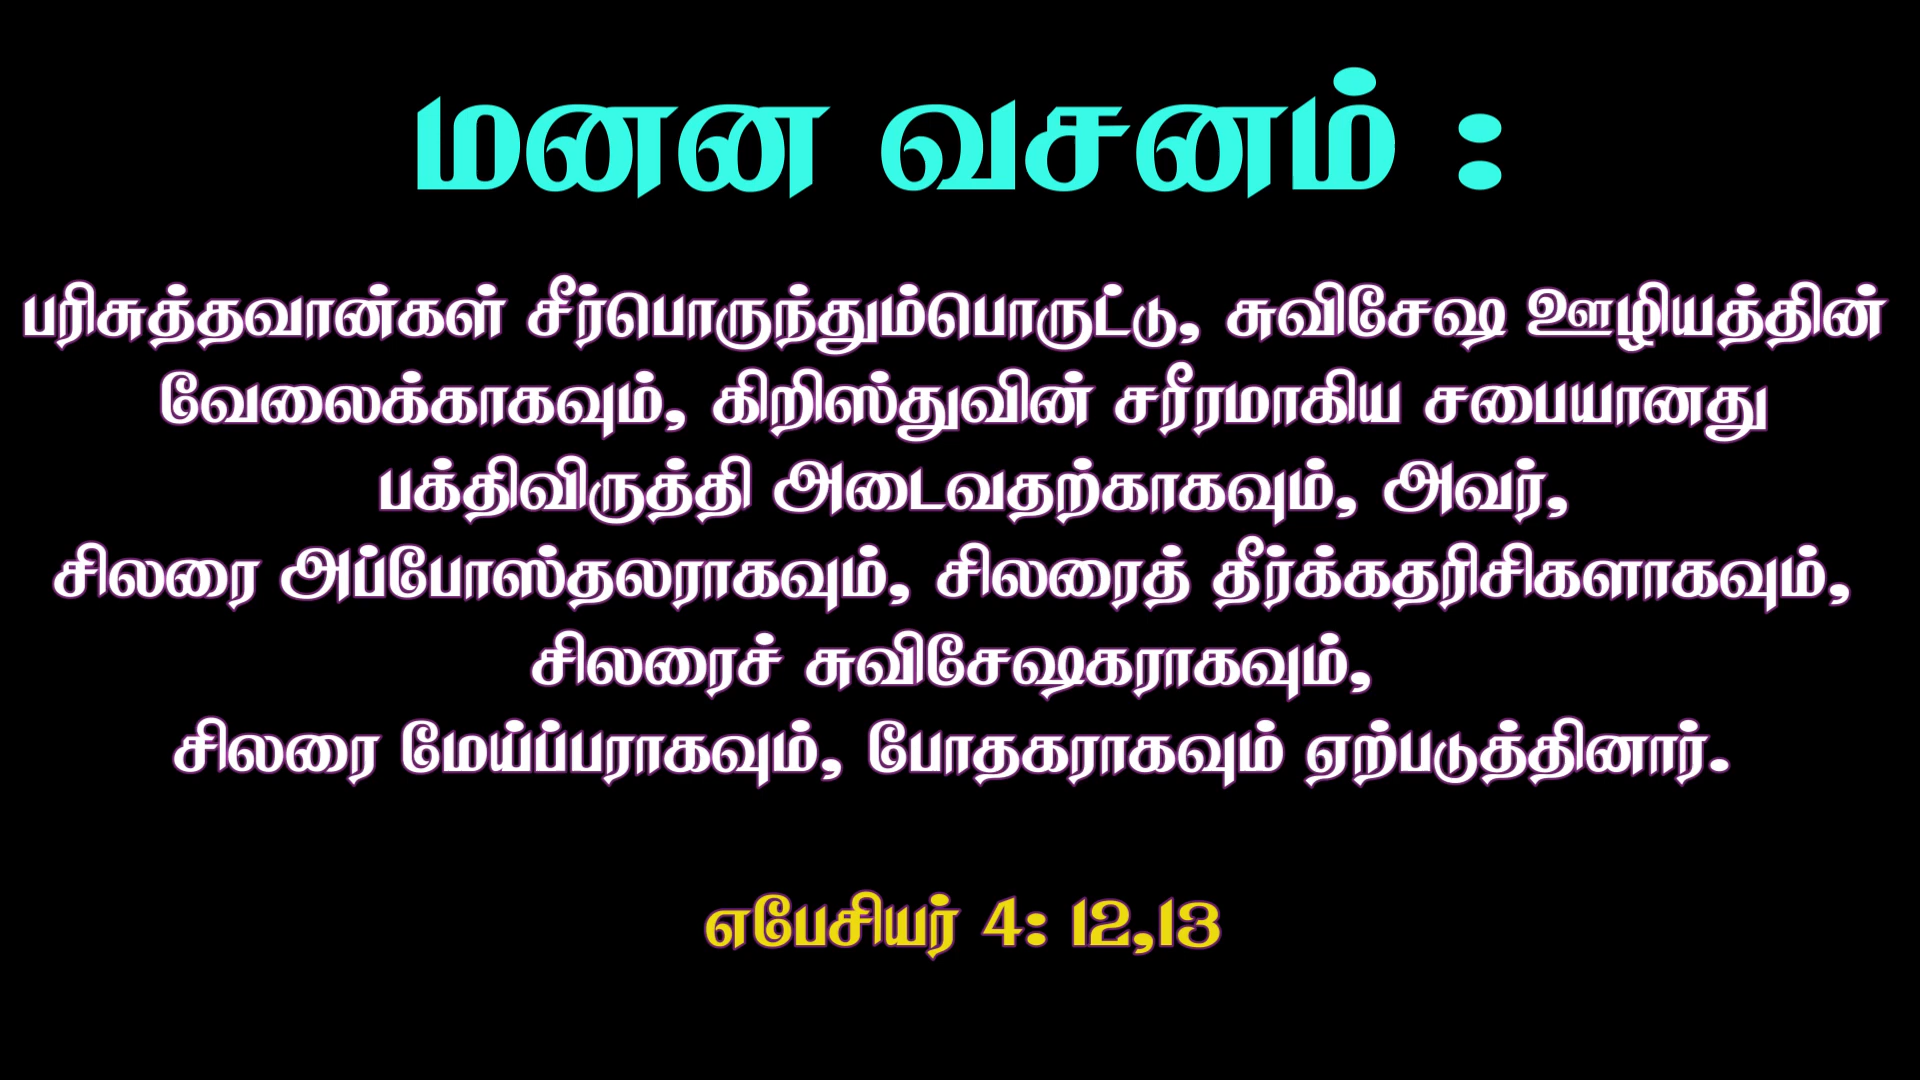 மனன வசனம் :
பரிசுத்தவான்கள் சீர்பொருந்தும்பொருட்டு, சுவிசேஷ ஊழியத்தின்
வேலைக்காகவும், கிறிஸ்துவின் சரீரமாகிய சபையானது
பக்திவிருத்தி அடைவதற்காகவும், அவர்,
சிலரை அப்போஸ்தலராகவும், சிலரைத் தீர்க்கதரிசிகளாகவும்,
சிலரைச் சுவிசேஷகராகவும்,
சிலரை மேய்ப்பராகவும், போதகராகவும் ஏற்படுத்தினார்.
எபேசியர் 4: 12,13